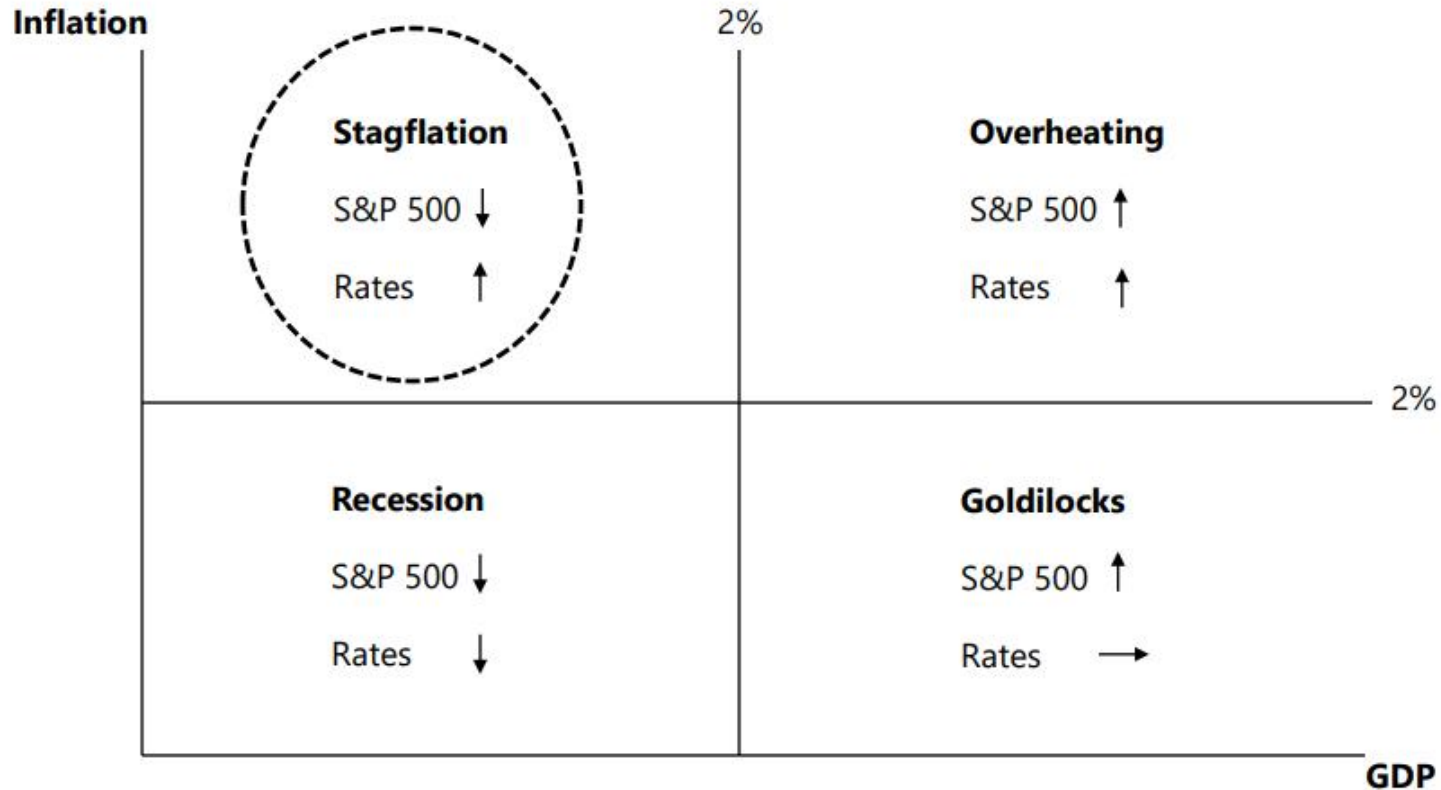 Inflation
2%
Stagflation
S&P 500
Rates
Overheating
S&P 500
Rates
2%
Recession
S&P 500
Rates
Goldilocks
S&P 500
Rates
GDP